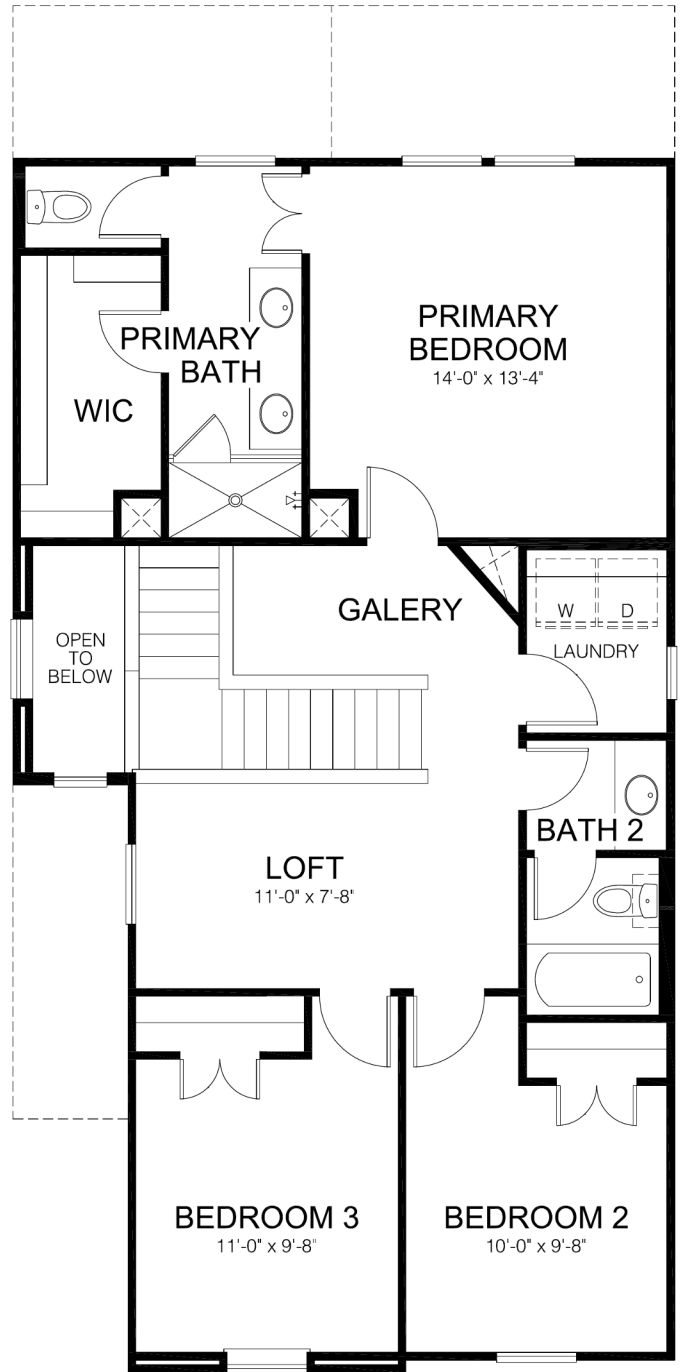 PRIMARY
BEDROOM
14'-0" x 13'-4"
PRIMARY
BATH
WIC
GALERY
W D
LAUNDRY
OPEN
TO
BELOW
BATH 2
LOFT
11'-0" x 7'-8"
BEDROOM 3
11'-0" x 9'-8"
BEDROOM 2
10'-0" x 9'-8"